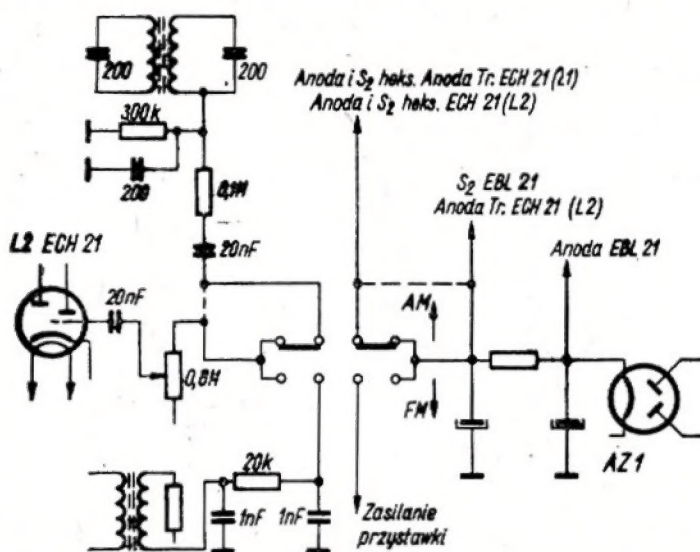 200
200
300k
200
0,1M
20nF
L2 ECH 21
20nF
0,8M
Anoda i S2 heks. Anoda Tr. ECH 21 (L1)
Anoda i S2 heks. ECH 21 (L2)
S2 EBL 21
Anoda Tr. ECH 21 (L2)
Anoda EBL 21
AM
FM
AZ1
20k
1nF
1nF
Zasilanie
przystawki